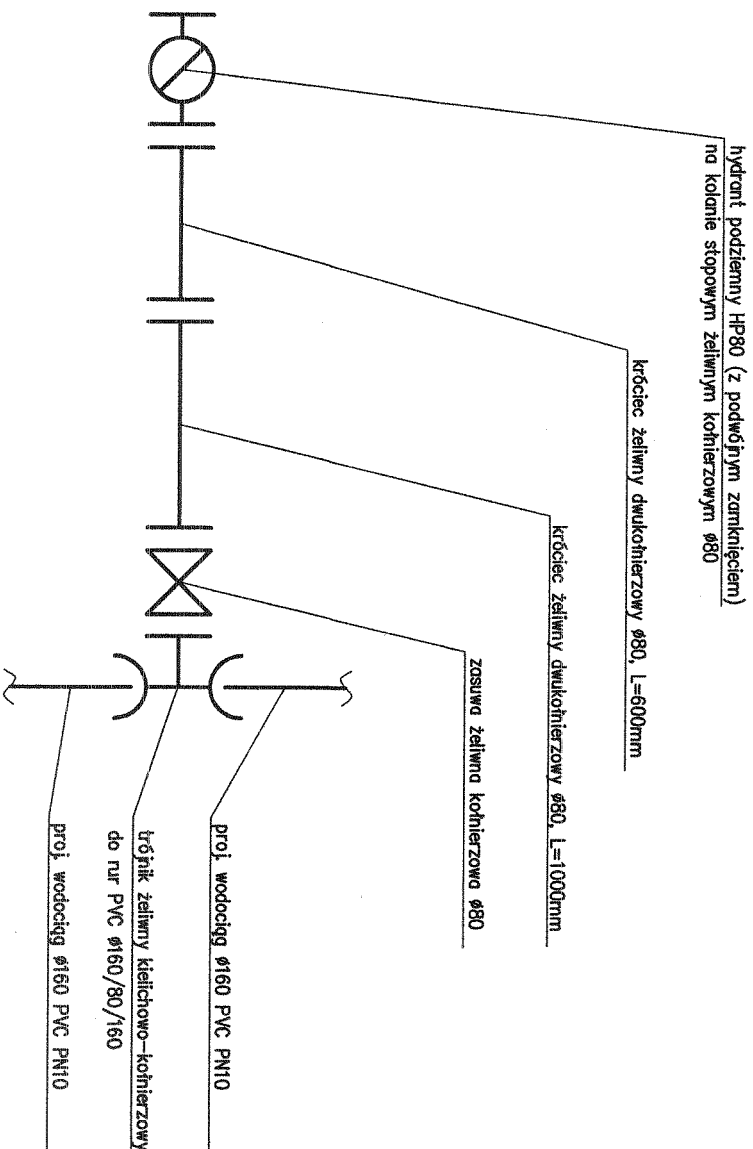 hydrant podziemny HP80 (z podwójnym zamknięciem)
na kolanie stopowym żeliwnym kołnierzowym ø80
króciec żeliwny dwukołnierzowy ø80, L=600mm
króciec żeliwny dwukołnierzowy ø80, L=1000mm
zasuwa żeliwna kołnierzowa ø80
proj. wodociąg ø160 PVC PN10
trójnik żeliwny kielichowo-kołnierzowy
do rur PVC ø160/80/160
proj. wodociąg ø160 PVC PN10